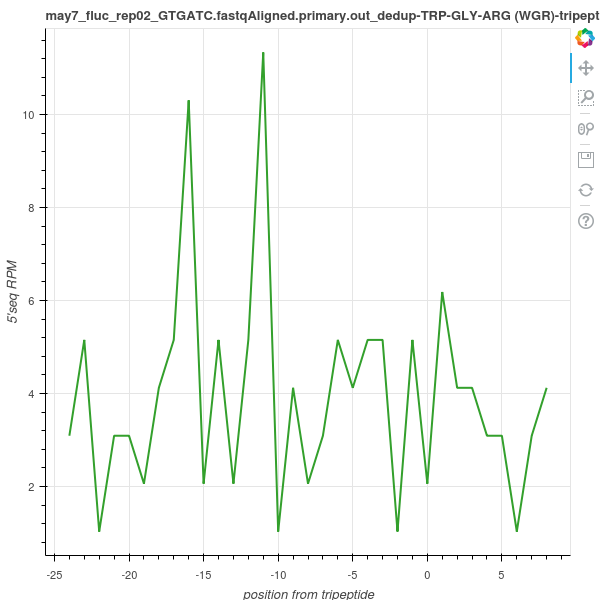 may7_fluc_rep02_GTGATC.fastqAligned.primary.out_dedup-TRP-GLY-ARG (WGR)-tripept
10
8
6
4
2
5'seq RPM
-25 -20 -15 -10 -5 0 5
position from tripeptide